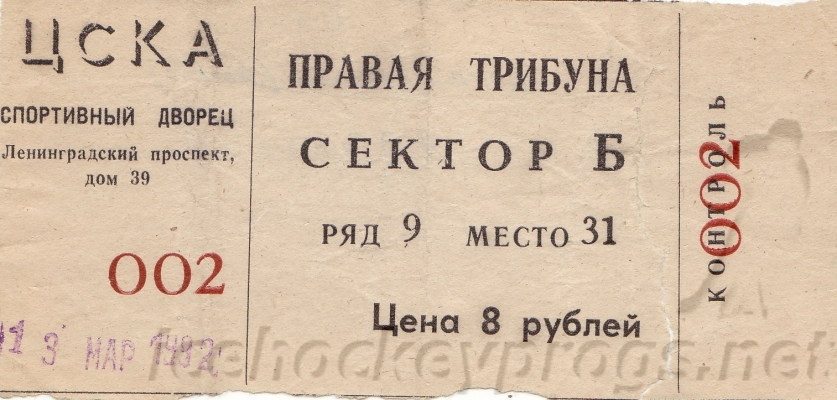 ЦСКА
СПОРТИВНЫЙ ДВОРЕЦ
Ленинградский проспект,
дом 39
002
ПРАВАЯ ТРИБУНА
СЕКТОР Б
РЯД 9 МЕСТО 31
Цена 8 рублей
КОНТРОЛЬ
002
3 МАР 1982
icehockeyprogs.net